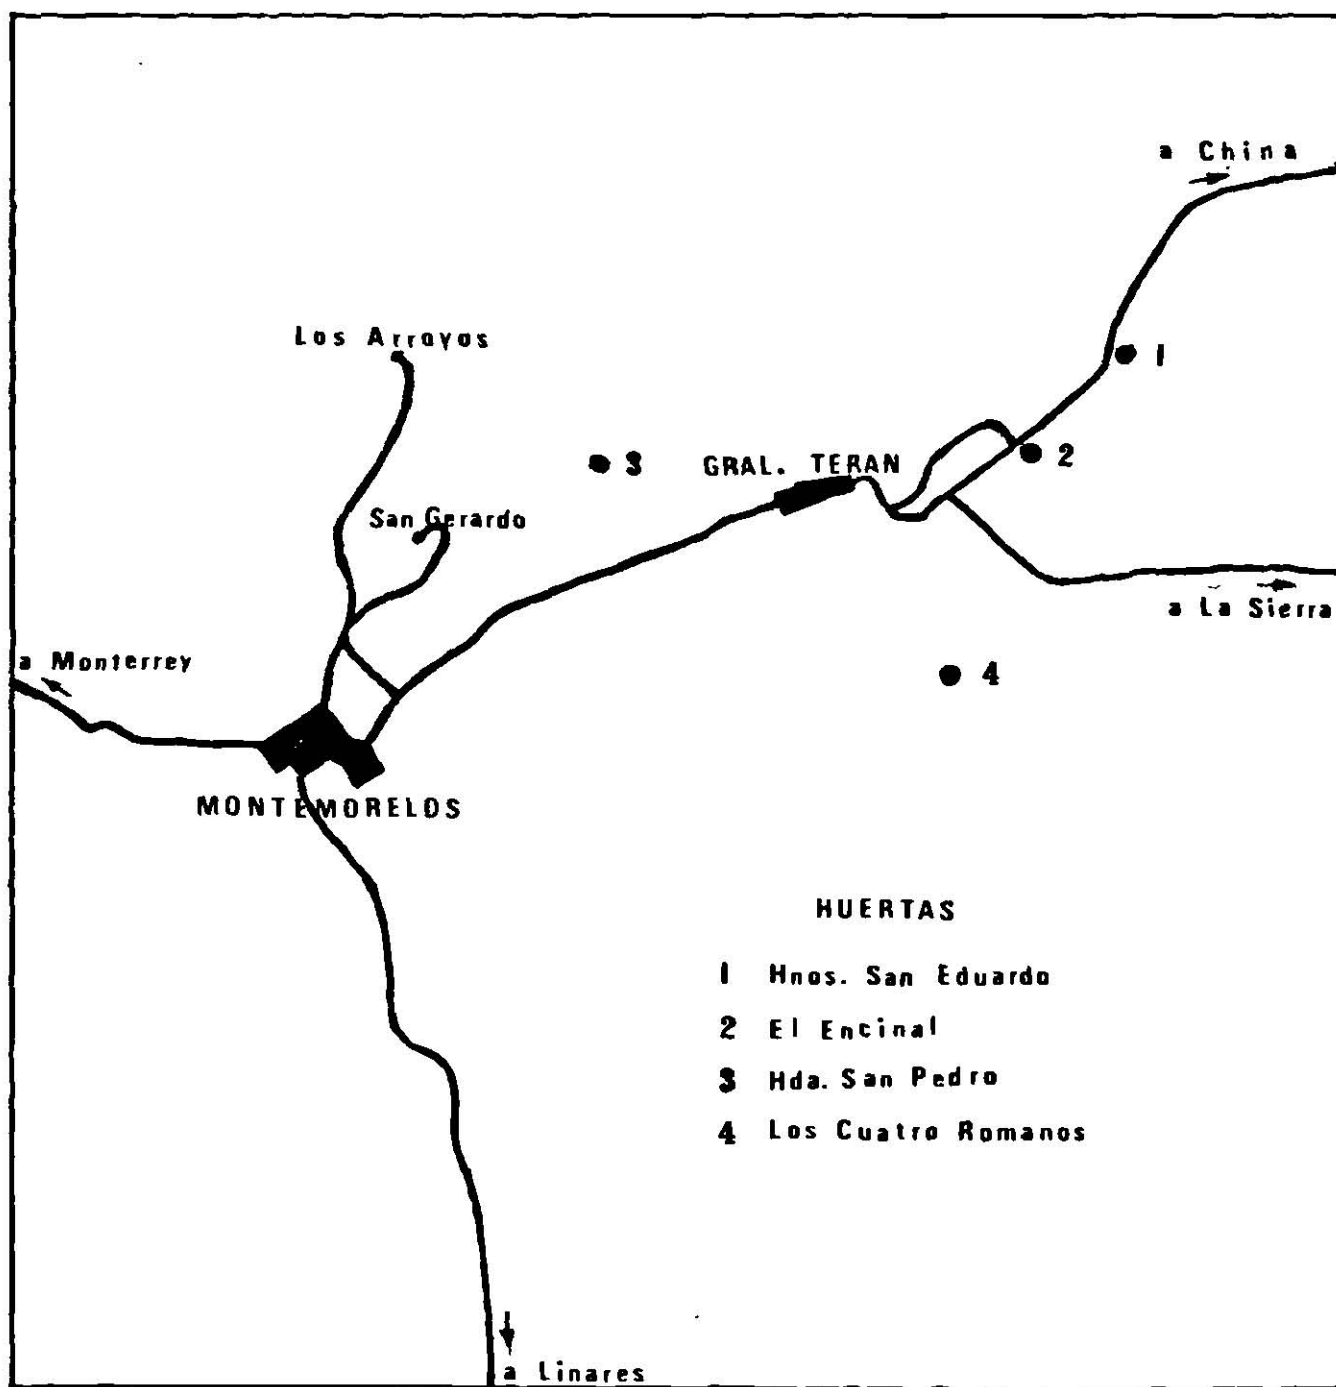 a China
Los Arroyos
1
3
GRAL. TERAN
2
San Gerardo
a La Sierra
a Monterrey
4
MONTEMORELOS
HUERTAS
1 Hnos. San Eduardo
2 El Encinal
3 Hda. San Pedro
4 Los Cuatro Romanos
a Linares